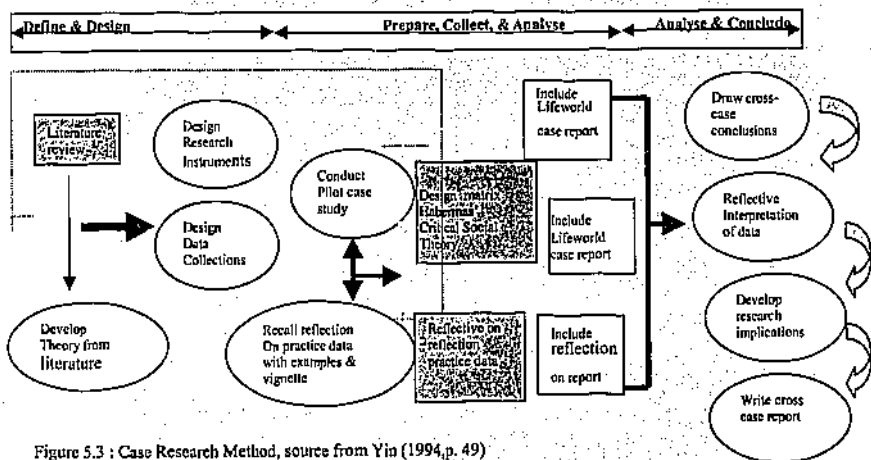 Define & Design
Prepare, Collect, & Analyse
Analyse & Conclude
Literature
review
Design
Research
Instruments
Design
Data
Collections
Develop
Theory from
literature
Conduct
Pilot case
study
Recall reflection
On practice data
with examples &
vignelle
Design imatrix
Habermas'
Critical Social
Theory
Reflective on
reflection
practice data
Include
Lifeworld
case report
Include
Lifeworld
case report
Include
reflection
on report
Draw cross-
case
conclusions
Reflective
Interpretation
of data
Develop
research
implications
Write cross
case report
Figure 5.3 : Case Research Method, source from Yin (1994,p. 49)